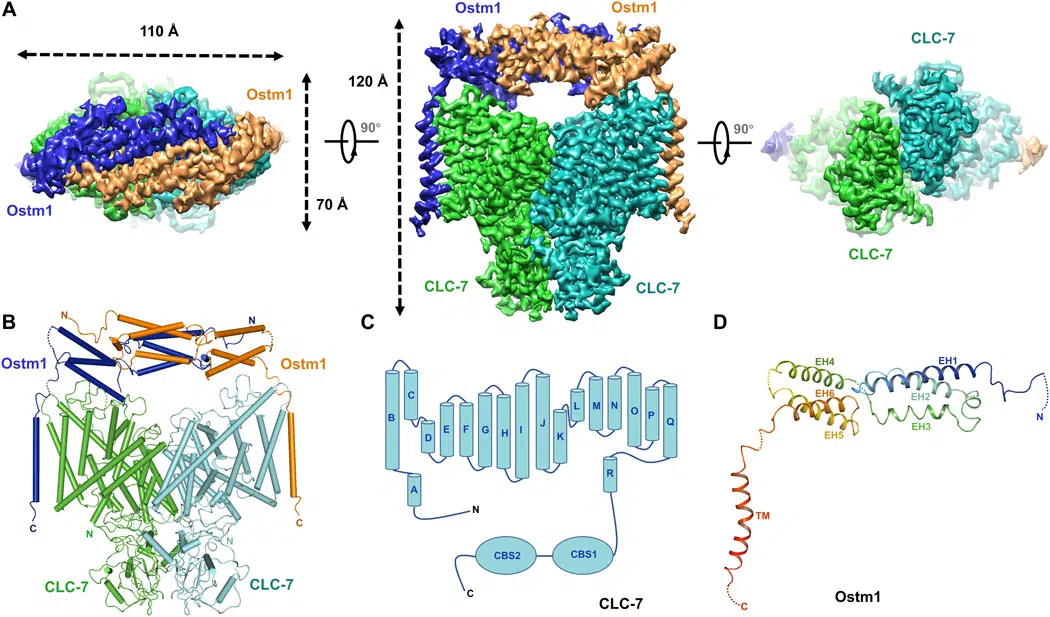 A
110 Å
Ostm1
Ostm1
70 Å
90°
120 Å
Ostm1
Ostm1
CLC-7
CLC-7
90°
CLC-7
CLC-7
B
N
N
Ostm1
Ostm1
C
C
N
N
CLC-7
CLC-7
C
B
C
D
E
F
G
H
I
J
K
L
M
N
O
P
Q
A
R
N
CBS2
CBS1
C
CLC-7
D
EH4
EH1
EH6
EH2
EH5
EH3
N
TM
C
Ostm1